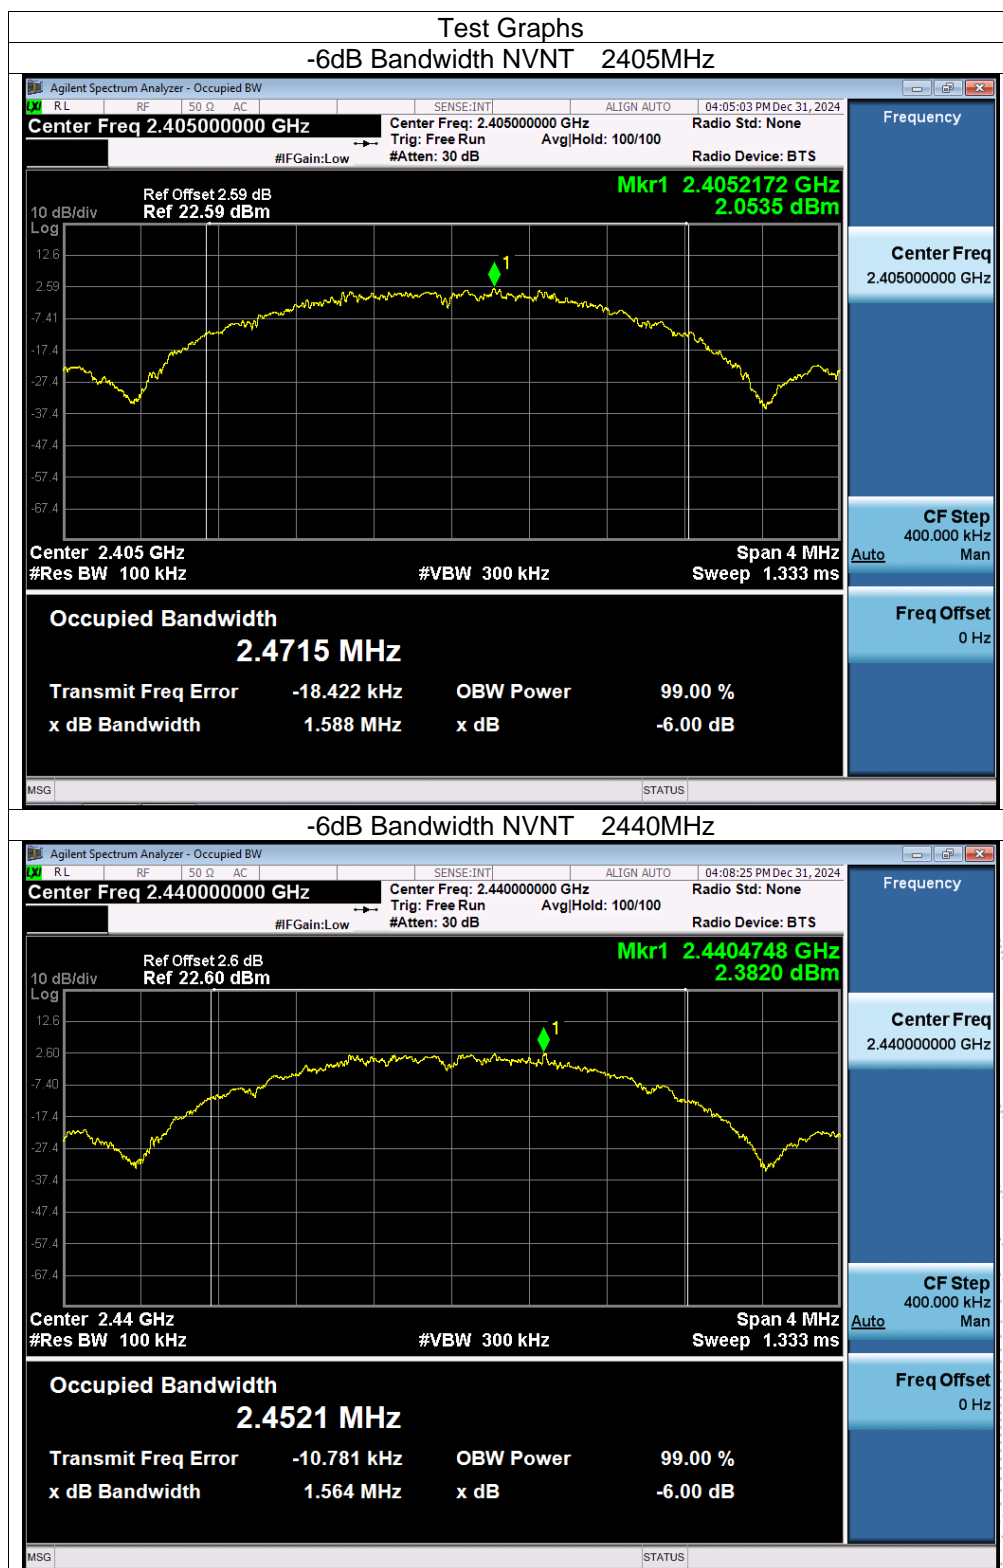 Test Graphs
-6dB Bandwidth NVNT 2405MHz
Agilent Spectrum Analyzer - Occupied BW
LXI RL RF 50 Ω AC SENSE:INT ALIGN AUTO 04:05:03 PM Dec 31, 2024
Center Freq 2.405000000 GHz
Center Freq: 2.405000000 GHz
Radio Std: None
Trig: Free Run Avg|Hold: 100/100
#IFGain:Low #Atten: 30 dB Radio Device: BTS
Frequency
Mkr1 2.4052172 GHz
2.0535 dBm
Ref Offset 2.59 dB
10 dB/div Ref 22.59 dBm
Log
12.6
2.59
-7.41
-17.4
-27.4
-37.4
-47.4
-57.4
-67.4
1
Center Freq
2.405000000 GHz
Center 2.405 GHz Span 4 MHz
#Res BW 100 kHz #VBW 300 kHz Sweep 1.333 ms
CF Step
400.000 kHz
Auto Man
Freq Offset
0 Hz
Occupied Bandwidth
2.4715 MHz
Transmit Freq Error -18.422 kHz OBW Power 99.00 %
x dB Bandwidth 1.588 MHz x dB -6.00 dB
MSG STATUS
-6dB Bandwidth NVNT 2440MHz
Agilent Spectrum Analyzer - Occupied BW
LXI RL RF 50 Ω AC SENSE:INT ALIGN AUTO 04:08:25 PM Dec 31, 2024
Center Freq 2.440000000 GHz
Center Freq: 2.440000000 GHz
Radio Std: None
Trig: Free Run Avg|Hold: 100/100
#IFGain:Low #Atten: 30 dB Radio Device: BTS
Frequency
Mkr1 2.4404748 GHz
2.3820 dBm
Ref Offset 2.6 dB
10 dB/div Ref 22.60 dBm
Log
12.6
2.60
-7.40
-17.4
-27.4
-37.4
-47.4
-57.4
-67.4
1
Center Freq
2.440000000 GHz
Center 2.44 GHz Span 4 MHz
#Res BW 100 kHz #VBW 300 kHz Sweep 1.333 ms
CF Step
400.000 kHz
Auto Man
Freq Offset
0 Hz
Occupied Bandwidth
2.4521 MHz
Transmit Freq Error -10.781 kHz OBW Power 99.00 %
x dB Bandwidth 1.564 MHz x dB -6.00 dB
MSG STATUS